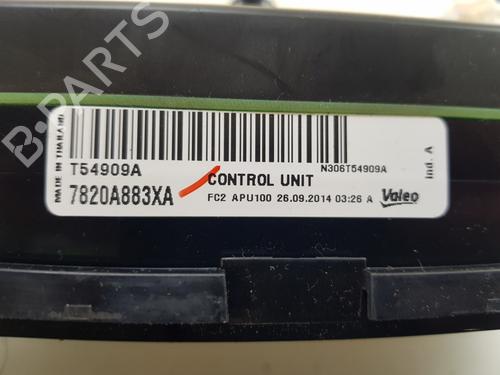 B-PARTS
MADE IN THAILAND
T54909A
7820A883XA
CONTROL UNIT
FC2 APU100 26.09.2014 03:26 A
N306T54909A
Ind. A
Valeo